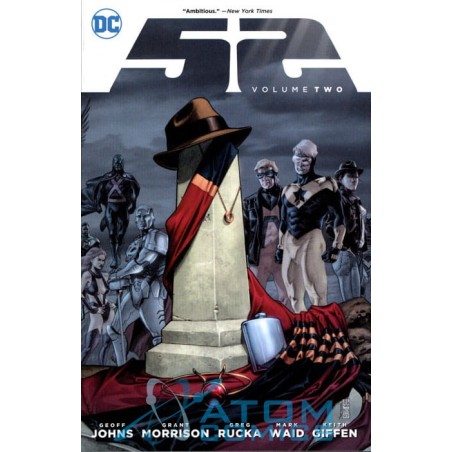 DC
"Ambitious." —New York Times
52
VOLUME TWO
GEOFF JOHNS
GRANT MORRISON
GREG RUCKA
MARK WAID
KEITH GIFFEN
ATOM